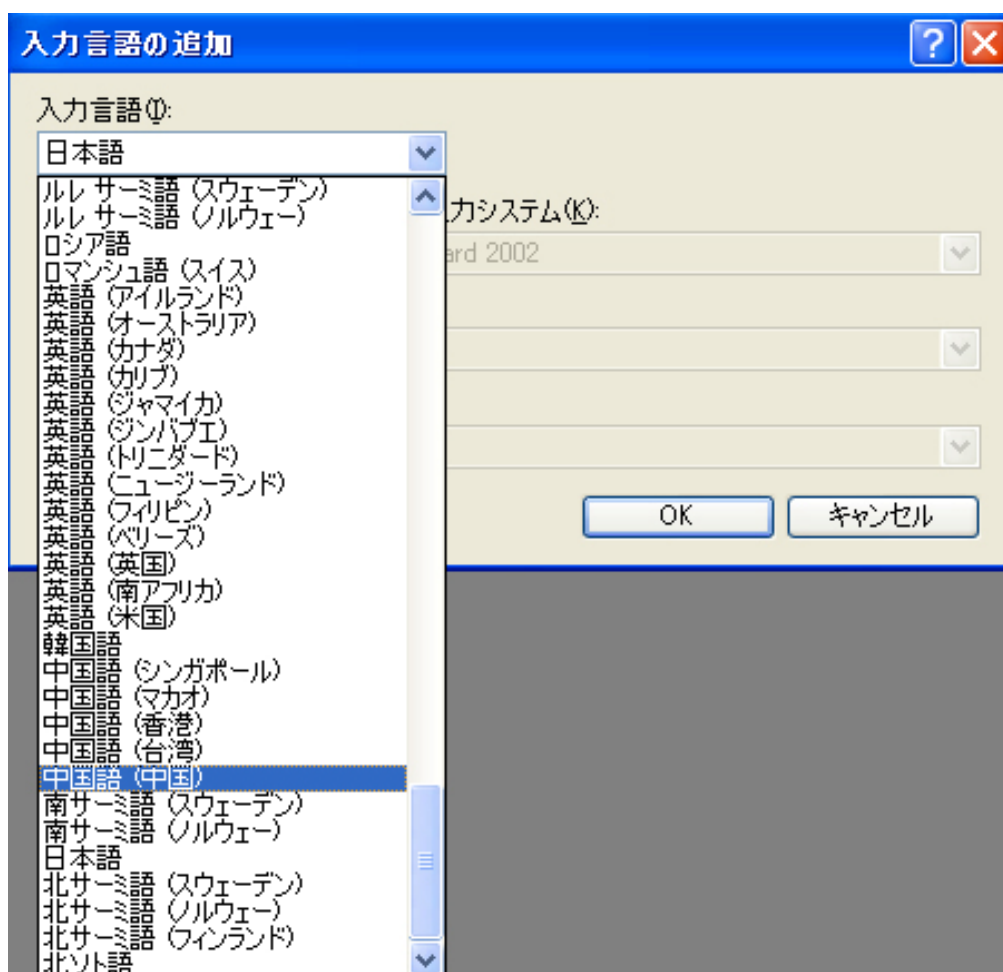 入力言語の追加
入力言語(I):
日本語
ルレ サーミ語 (スウェーデン)
ルレ サーミ語 (ノルウェー)
ロシア語
ロマンシュ語 (スイス)
英語 (アイルランド)
英語 (オーストラリア)
英語 (カナダ)
英語 (カリブ)
英語 (ジャマイカ)
英語 (ジンバブエ)
英語 (トリニダード)
英語 (ニュージーランド)
英語 (フィリピン)
英語 (ベリーズ)
英語 (英国)
英語 (南アフリカ)
英語 (米国)
韓国語
中国語 (シンガポール)
中国語 (マカオ)
中国語 (香港)
中国語 (台湾)
中国語 (中国)
南サーミ語 (スウェーデン)
南サーミ語 (ノルウェー)
日本語
北サーミ語 (スウェーデン)
北サーミ語 (ノルウェー)
北サーミ語 (フィンランド)
北ソト語
力システム(K):
ard 2002
OK
キャンセル